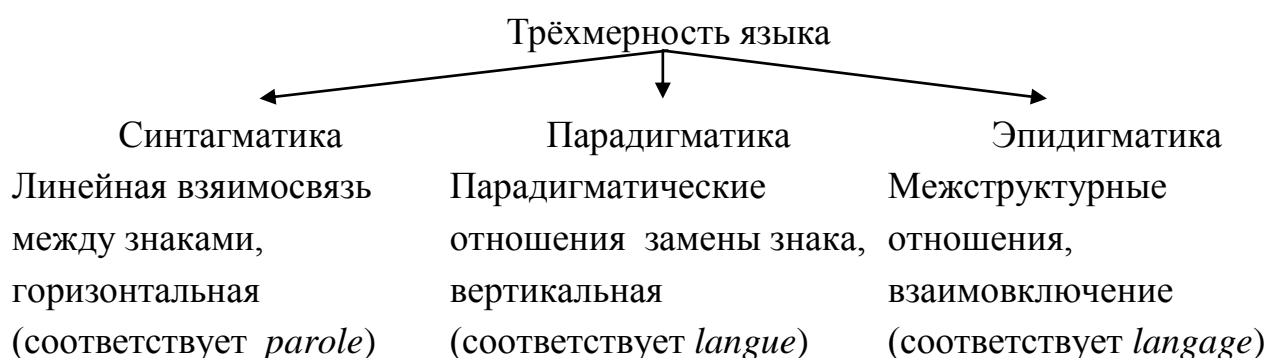 Трёхмерность языка
Синтагматика
Линейная взяимосвязь
между знаками,
горизонтальная
(соответствует parole)
Парадигматика
Парадигматические
отношения замены знака,
вертикальная
(соответствует langue)
Эпидигматика
Межструктурные
отношения,
взаимовключение
(соответствует langage)